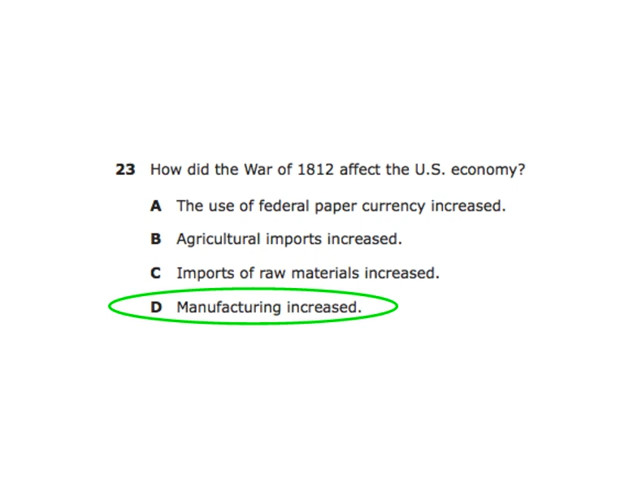 23 How did the War of 1812 affect the U.S. economy?
A The use of federal paper currency increased.
B Agricultural imports increased.
C Imports of raw materials increased.
D Manufacturing increased.